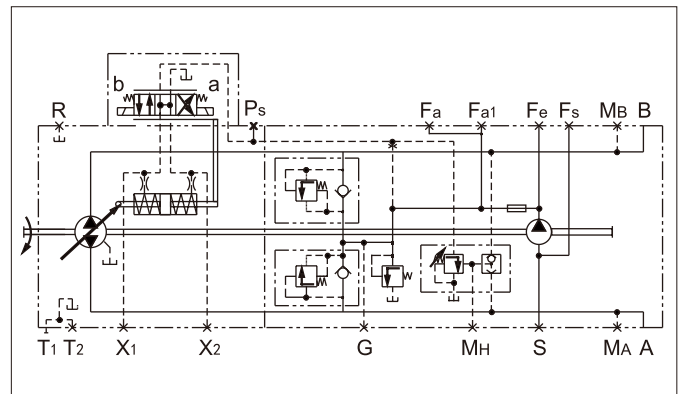 b a
R Ps Fa Fa1 Fe Fs MB B
T1 T2 X1 X2 G MH S MA A